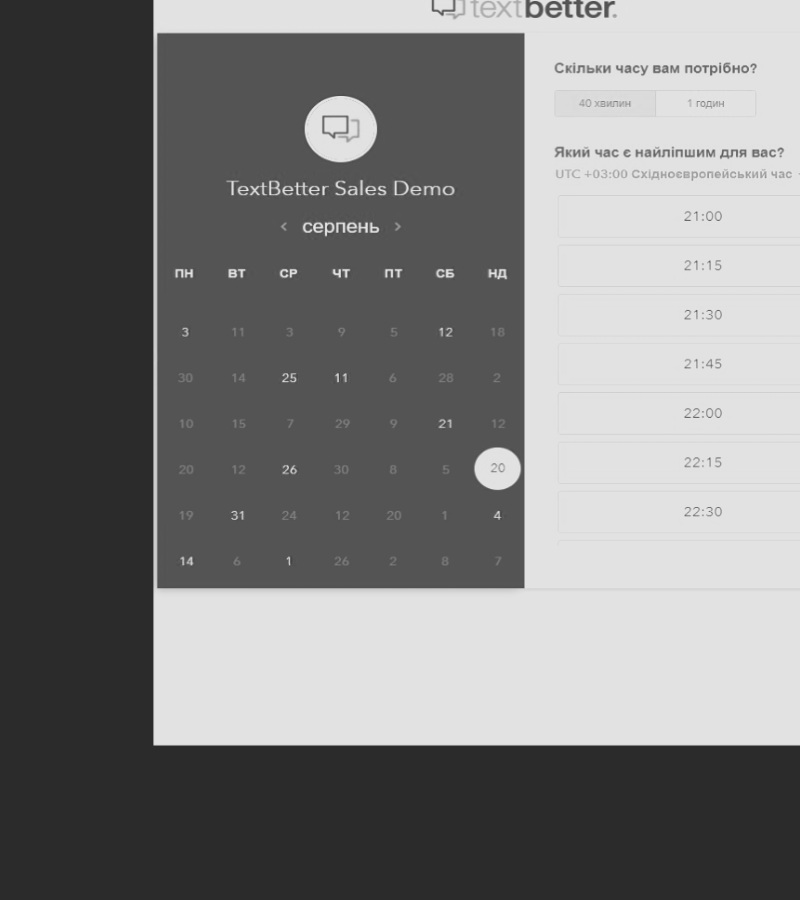 textbetter.
TextBetter Sales Demo
< серпень >
ПН ВТ СР ЧТ ПТ СБ НД
3 11 3 9 5 12 18
30 14 25 11 6 28 2
10 15 7 29 9 21 12
20 12 26 30 8 5 20
19 31 24 12 20 1 4
14 6 1 26 2 8 7
Скільки часу вам потрібно?
40 хвилин 1 годин
Який час є найліпшим для вас?
UTC +03:00 Східноєвропейський час
21:00
21:15
21:30
21:45
22:00
22:15
22:30